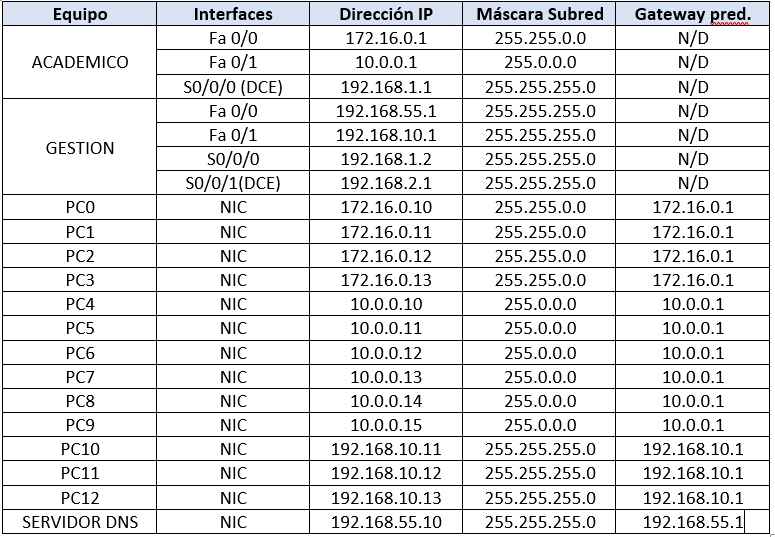 Equipo Interfaces Dirección IP Máscara Subred Gateway pred.
ACADEMICO Fa 0/0 172.16.0.1 255.255.0.0 N/D
Fa 0/1 10.0.0.1 255.0.0.0 N/D
S0/0/0 (DCE) 192.168.1.1 255.255.255.0 N/D
GESTION Fa 0/0 192.168.55.1 255.255.255.0 N/D
Fa 0/1 192.168.10.1 255.255.255.0 N/D
S0/0/0 192.168.1.2 255.255.255.0 N/D
S0/0/1(DCE) 192.168.2.1 255.255.255.0 N/D
PC0 NIC 172.16.0.10 255.255.0.0 172.16.0.1
PC1 NIC 172.16.0.11 255.255.0.0 172.16.0.1
PC2 NIC 172.16.0.12 255.255.0.0 172.16.0.1
PC3 NIC 172.16.0.13 255.255.0.0 172.16.0.1
PC4 NIC 10.0.0.10 255.0.0.0 10.0.0.1
PC5 NIC 10.0.0.11 255.0.0.0 10.0.0.1
PC6 NIC 10.0.0.12 255.0.0.0 10.0.0.1
PC7 NIC 10.0.0.13 255.0.0.0 10.0.0.1
PC8 NIC 10.0.0.14 255.0.0.0 10.0.0.1
PC9 NIC 10.0.0.15 255.0.0.0 10.0.0.1
PC10 NIC 192.168.10.11 255.255.255.0 192.168.10.1
PC11 NIC 192.168.10.12 255.255.255.0 192.168.10.1
PC12 NIC 192.168.10.13 255.255.255.0 192.168.10.1
SERVIDOR DNS NIC 192.168.55.10 255.255.255.0 192.168.55.1